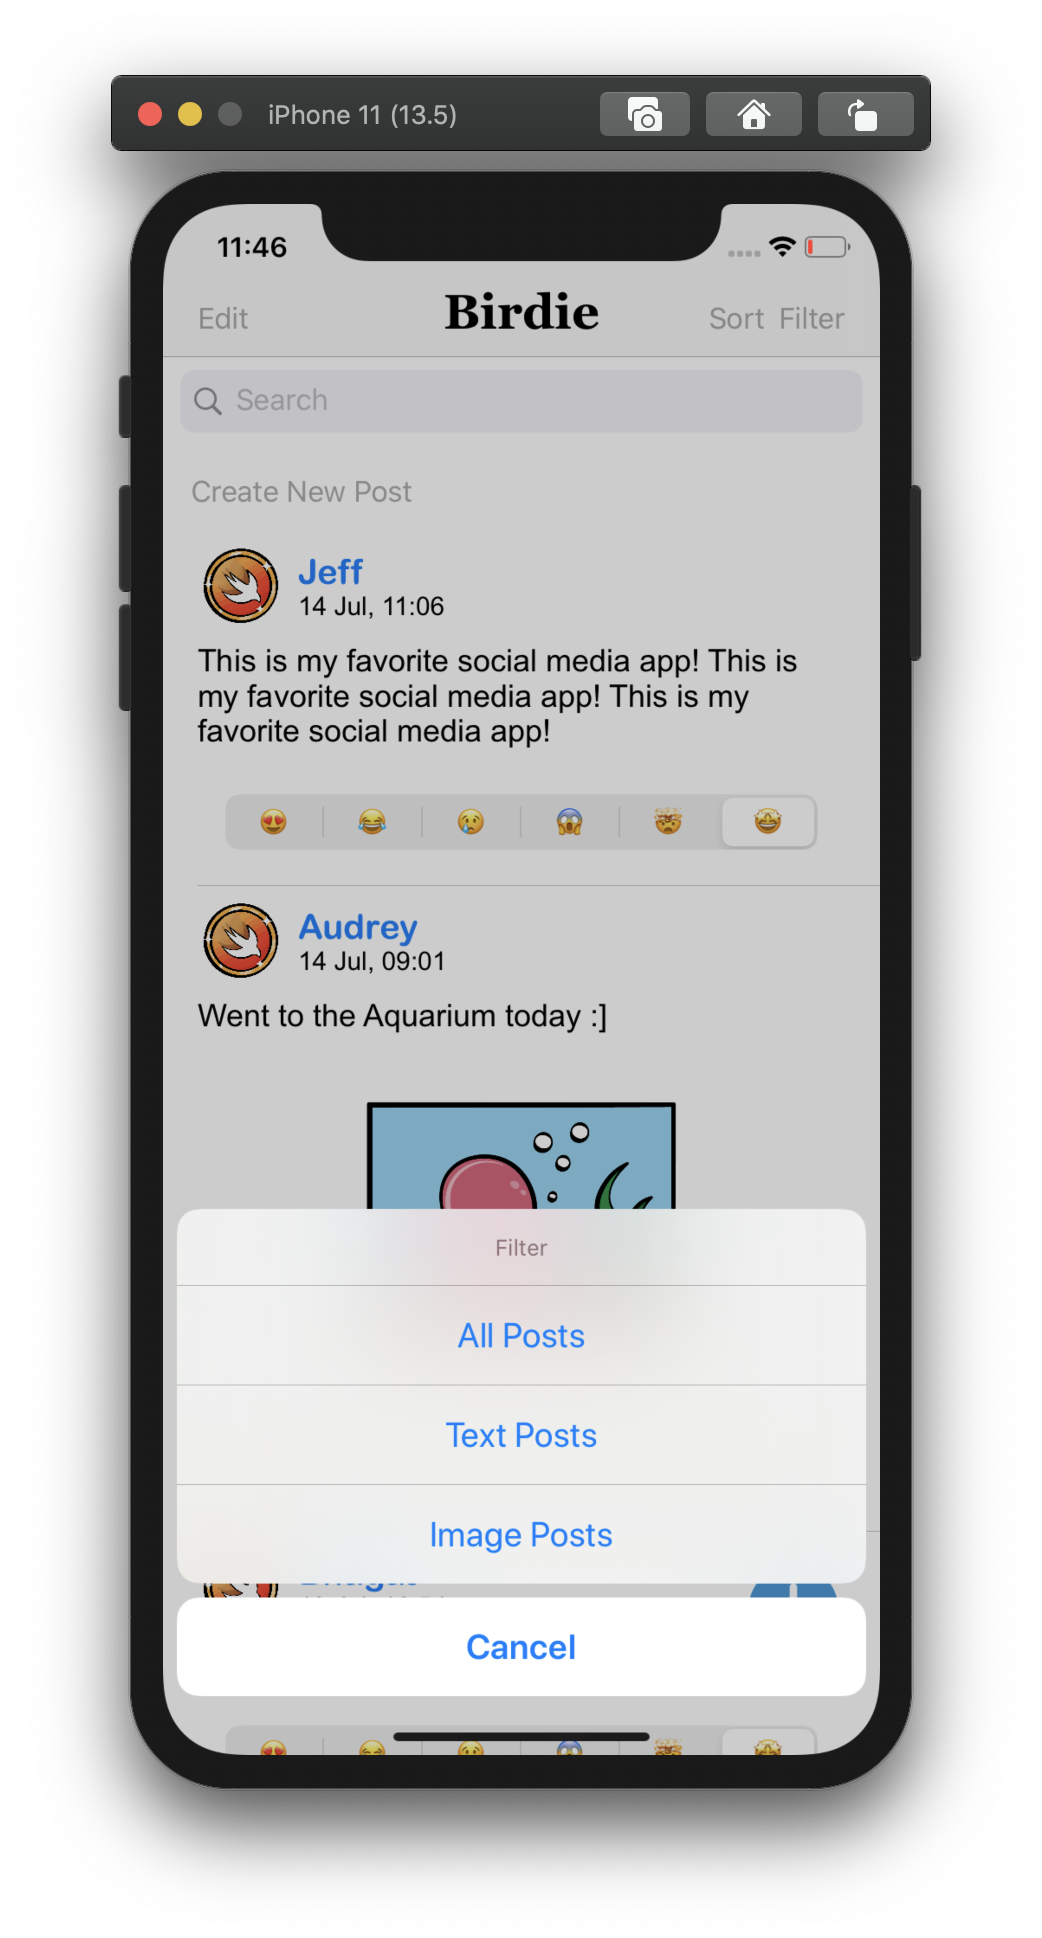 iPhone 11 (13.5)
11:46
Edit
Birdie
Sort Filter
Search
Create New Post
Jeff
14 Jul, 11:06
This is my favorite social media app! This is
my favorite social media app! This is my
favorite social media app!
Audrey
14 Jul, 09:01
Went to the Aquarium today :]
Filter
All Posts
Text Posts
Image Posts
Cancel